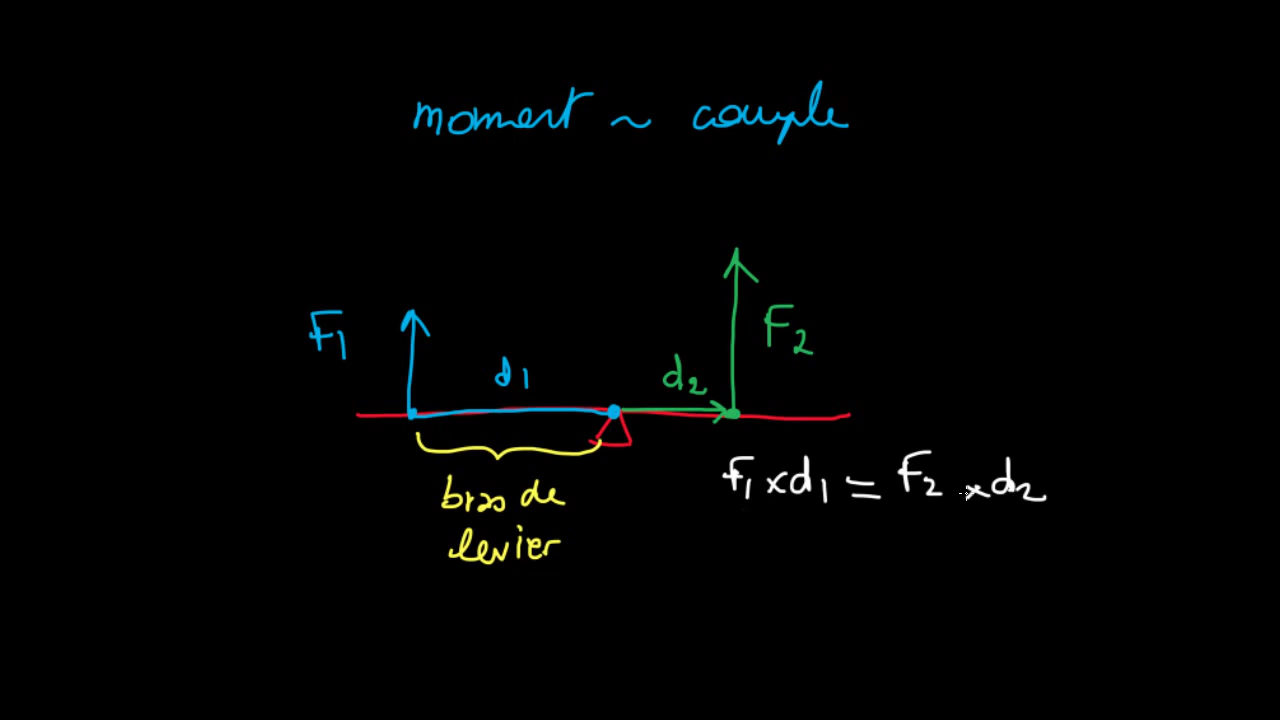 moment ~ couple
F₁ d₁ d₂ F₂
bras de
levier
F₁ × d₁ = F₂ × d₂